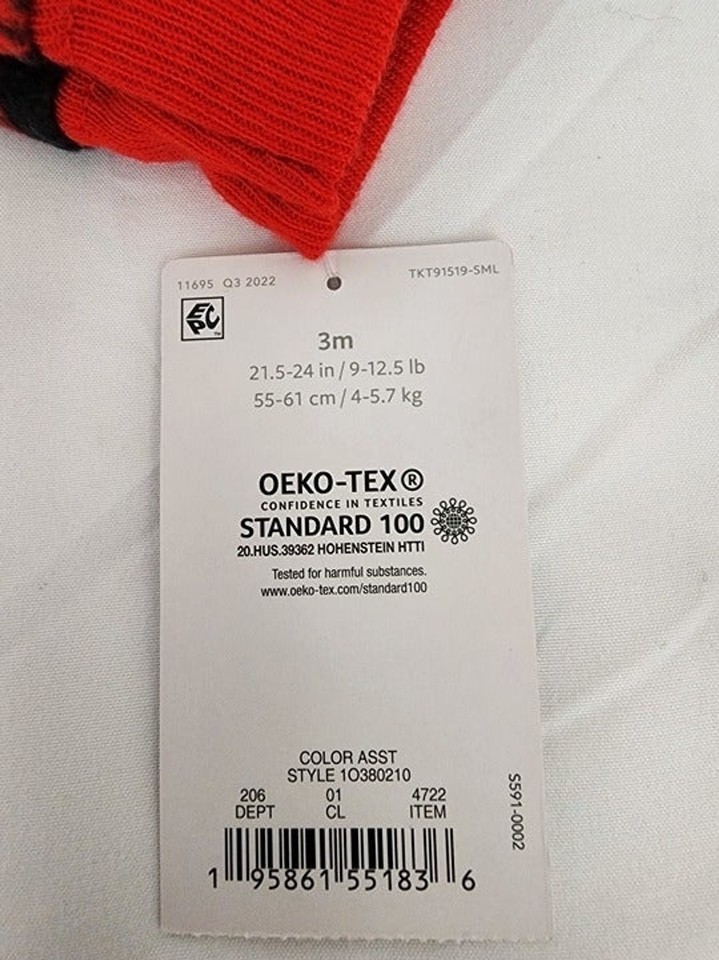 11695 Q3 2022
TKT91519-SML
EPC™
3m
21.5-24 in / 9-12.5 lb
55-61 cm / 4-5.7 kg
OEKO-TEX®
CONFIDENCE IN TEXTILES
STANDARD 100
20.HUS.39362 HOHENSTEIN HTTI
Tested for harmful substances.
www.oeko-tex.com/standard100
COLOR ASST
STYLE 1O380210
206 01 4722
DEPT CL ITEM
S591-0002
1 95861 55183 6